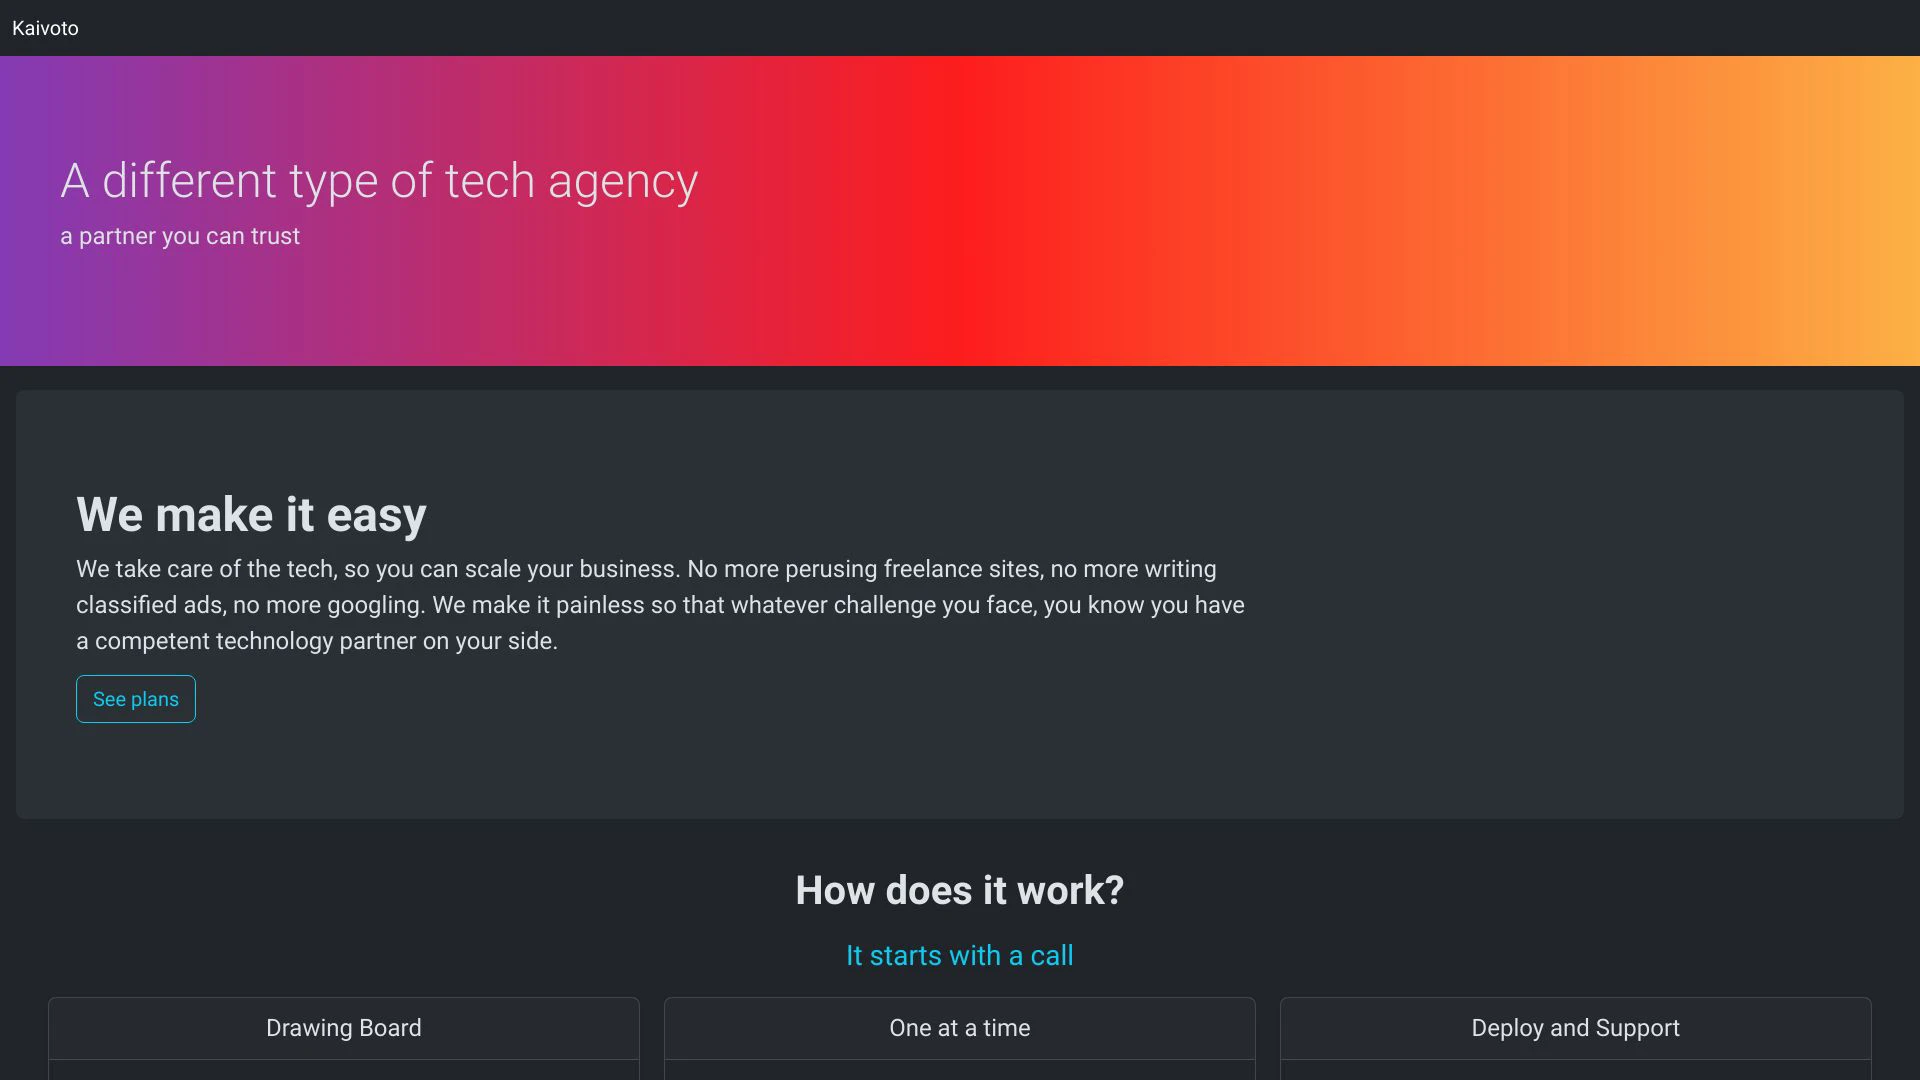 Kaivoto
A different type of tech agency
a partner you can trust
We make it easy
We take care of the tech, so you can scale your business. No more perusing freelance sites, no more writing
classified ads, no more googling. We make it painless so that whatever challenge you face, you know you have
a competent technology partner on your side.
See plans
How does it work?
It starts with a call
Drawing Board
One at a time
Deploy and Support